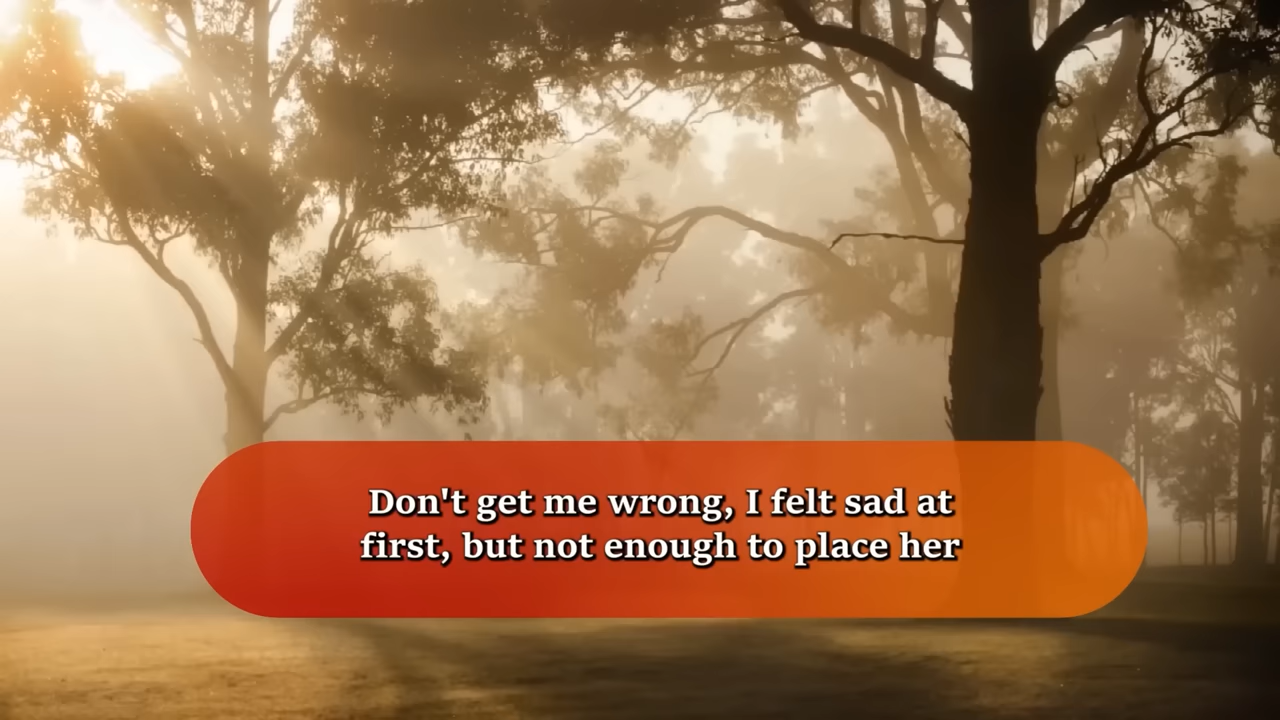 Don't get me wrong, I felt sad at
first, but not enough to place her